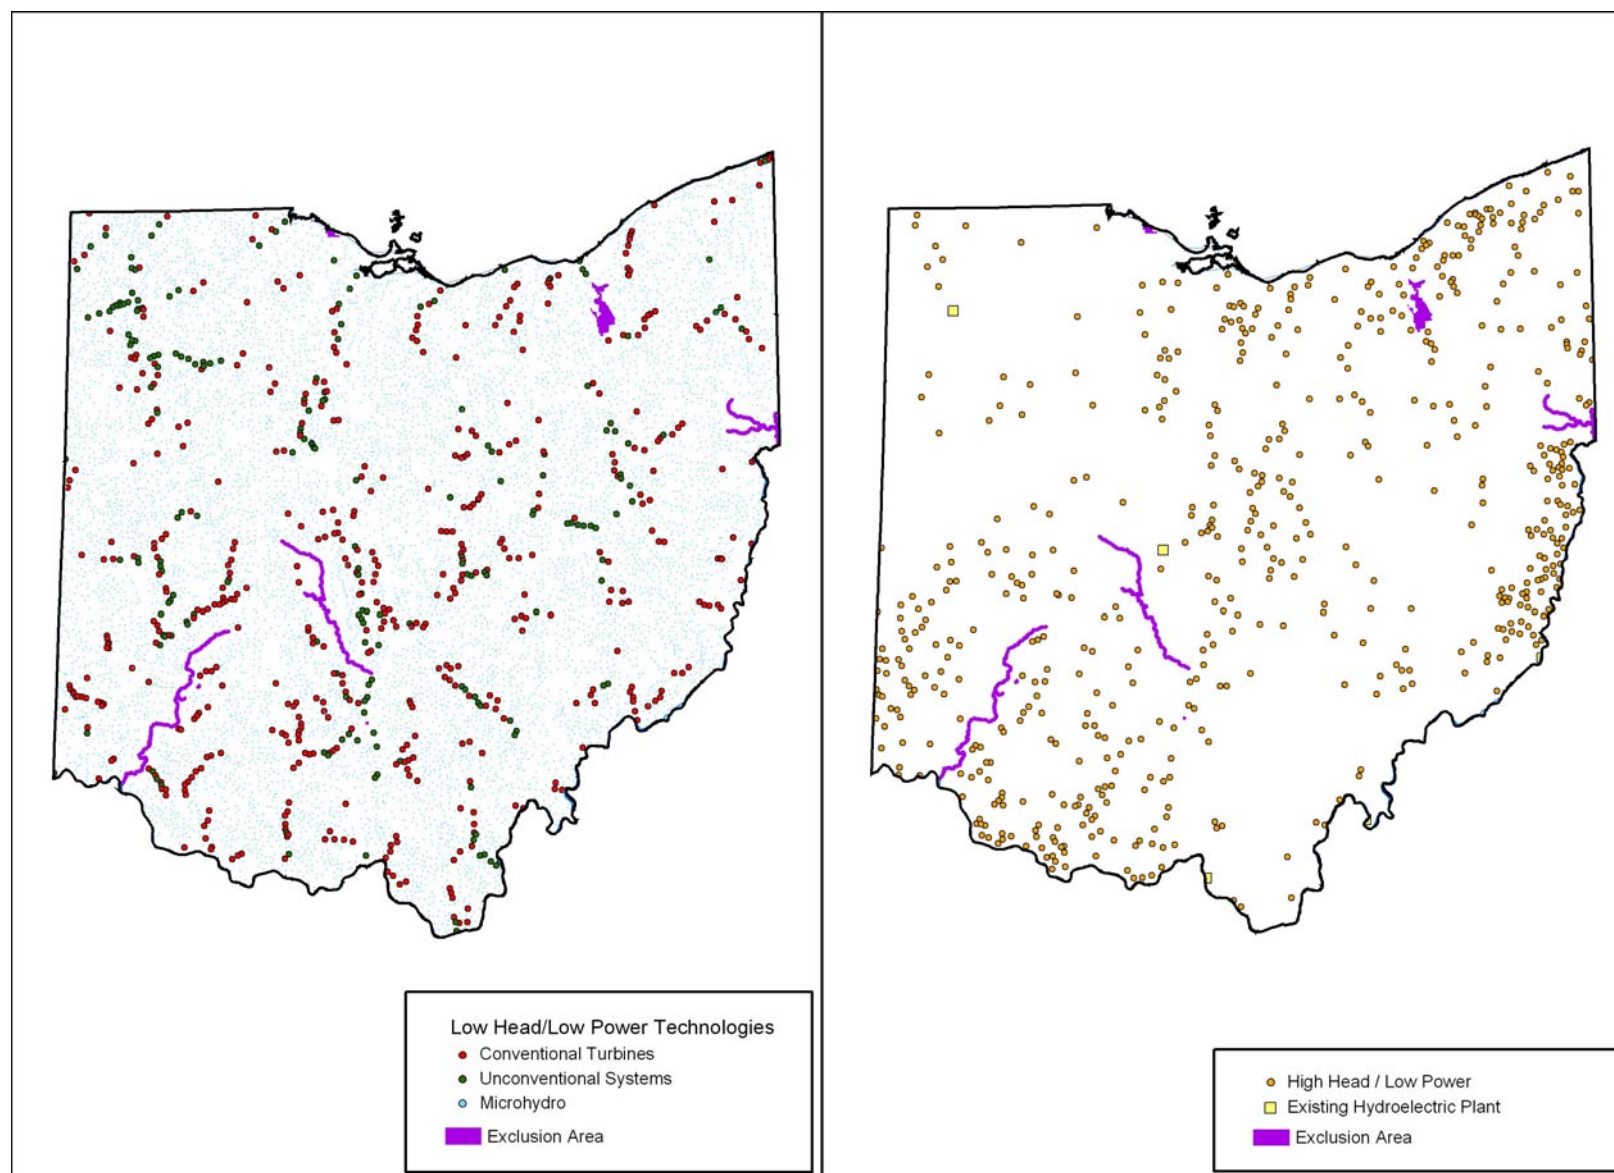 Low Head/Low Power Technologies
Conventional Turbines
Unconventional Systems
Microhydro
Exclusion Area
High Head / Low Power
Existing Hydroelectric Plant
Exclusion Area